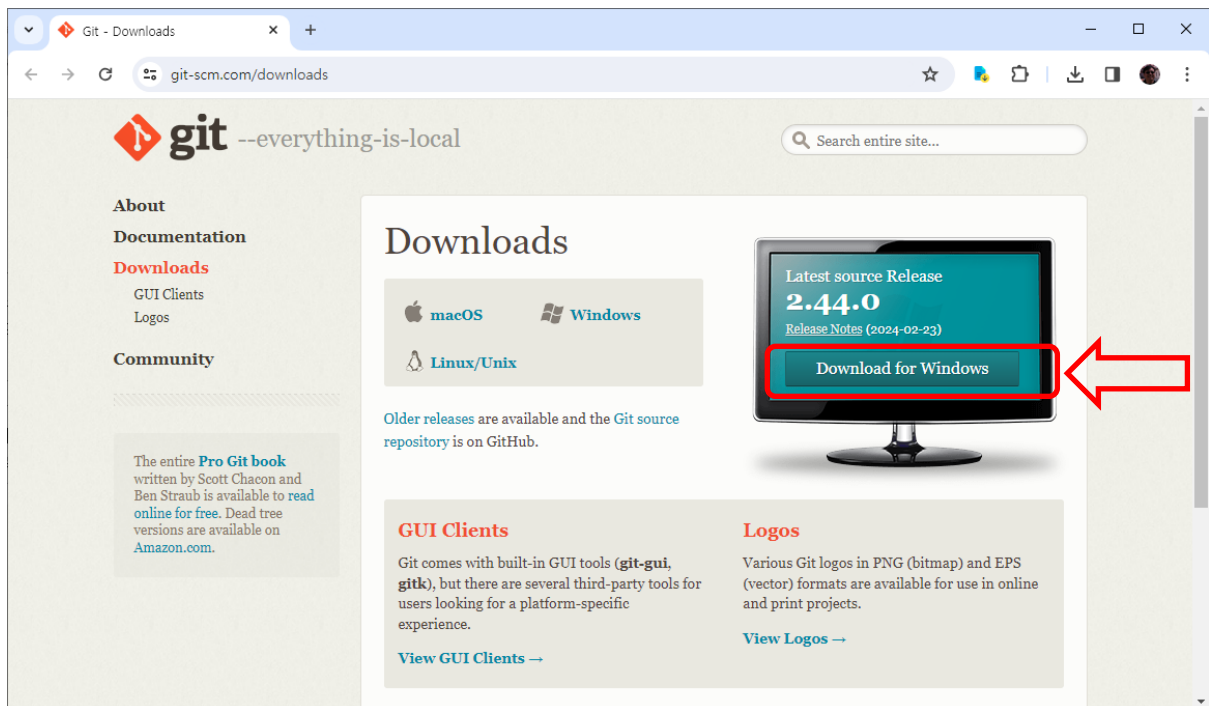 Git - Downloads
git-scm.com/downloads
git --everything-is-local
Search entire site...
About
Documentation
Downloads
GUI Clients
Logos
Community
The entire Pro Git book
written by Scott Chacon and
Ben Straub is available to read
online for free. Dead tree
versions are available on
Amazon.com.
Downloads
macOS
Windows
Linux/Unix
Older releases are available and the Git source
repository is on GitHub.
Latest source Release
2.44.0
Release Notes (2024-02-23)
Download for Windows
GUI Clients
Git comes with built-in GUI tools (git-gui,
gitk), but there are several third-party tools for
users looking for a platform-specific
experience.
View GUI Clients →
Logos
Various Git logos in PNG (bitmap) and EPS
(vector) formats are available for use in online
and print projects.
View Logos →